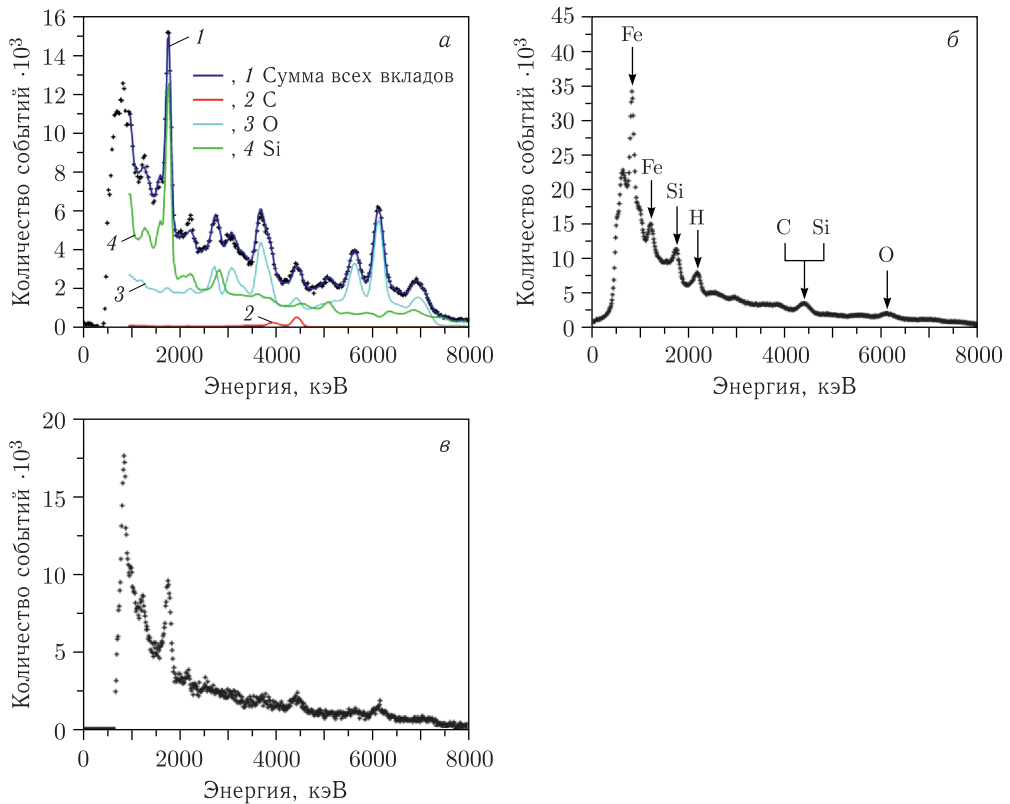 Количество событий ·10³
16
14
12
10
8
6
4
2
0
0 2000 4000 6000 8000
Энергия, кэВ
а
1
, 1 Сумма всех вкладов
, 2 C
, 3 O
, 4 Si
4
3
2
Количество событий ·10³
45
40
35
30
25
20
15
10
5
0
0 2000 4000 6000 8000
Энергия, кэВ
б
Fe
Fe
Si
H
C Si
O
Количество событий ·10³
20
15
10
5
0
0 2000 4000 6000 8000
Энергия, кэВ
в